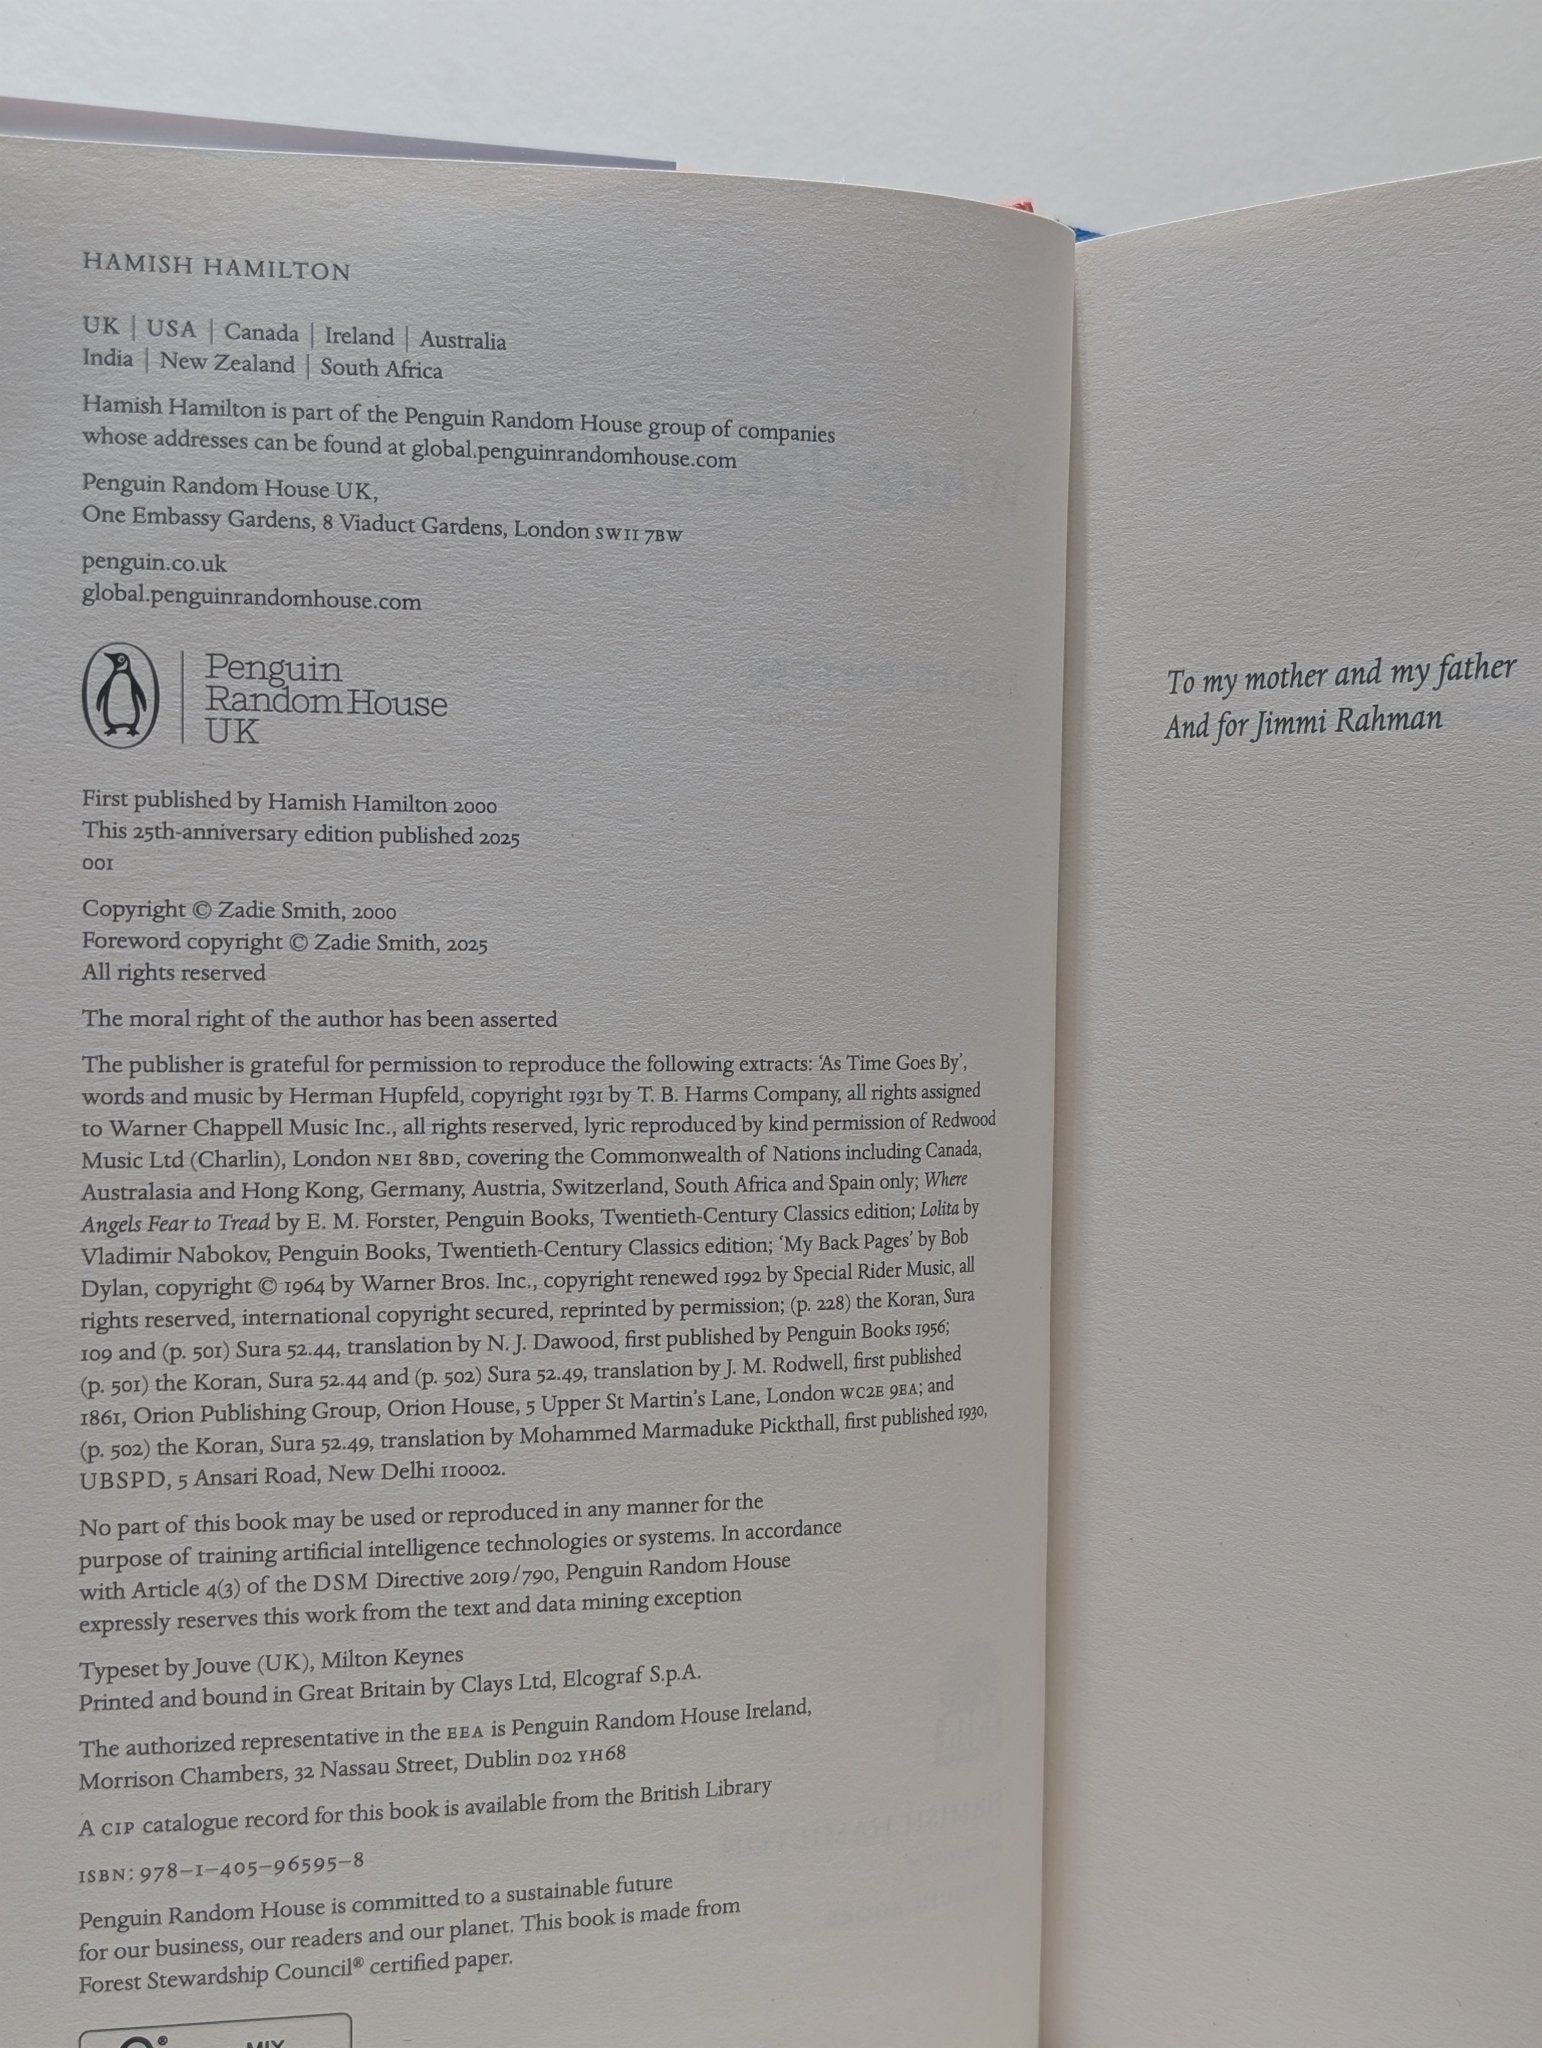 HAMISH HAMILTON
UK | USA | Canada | Ireland | Australia
India | New Zealand | South Africa
Hamish Hamilton is part of the Penguin Random House group of companies
whose addresses can be found at global.penguinrandomhouse.com
Penguin Random House UK,
One Embassy Gardens, 8 Viaduct Gardens, London SW11 7BW
penguin.co.uk
global.penguinrandomhouse.com
Penguin
Random House
UK
First published by Hamish Hamilton 2000
This 25th-anniversary edition published 2025
001
Copyright © Zadie Smith, 2000
Foreword copyright © Zadie Smith, 2025
All rights reserved
The moral right of the author has been asserted
The publisher is grateful for permission to reproduce the following extracts: ‘As Time Goes By’,
words and music by Herman Hupfeld, copyright 1931 by T. B. Harms Company, all rights assigned
to Warner Chappell Music Inc., all rights reserved, lyric reproduced by kind permission of Redwood
Music Ltd (Charlin), London NE1 8BD, covering the Commonwealth of Nations including Canada,
Australasia and Hong Kong, Germany, Austria, Switzerland, South Africa and Spain only; Where
Angels Fear to Tread by E. M. Forster, Penguin Books, Twentieth-Century Classics edition; Lolita by
Vladimir Nabokov, Penguin Books, Twentieth-Century Classics edition; ‘My Back Pages’ by Bob
Dylan, copyright © 1964 by Warner Bros. Inc., copyright renewed 1992 by Special Rider Music, all
rights reserved, international copyright secured, reprinted by permission; (p. 228) the Koran, Sura
109 and (p. 501) Sura 52.44, translation by N. J. Dawood, first published by Penguin Books 1956;
(p. 501) the Koran, Sura 52.44 and (p. 502) Sura 52.49, translation by J. M. Rodwell, first published
1861, Orion Publishing Group, Orion House, 5 Upper St Martin’s Lane, London WC2E 9EA; and
(p. 502) the Koran, Sura 52.49, translation by Mohammed Marmaduke Pickthall, first published 1930,
UBSPD, 5 Ansari Road, New Delhi 110002.
No part of this book may be used or reproduced in any manner for the
purpose of training artificial intelligence technologies or systems. In accordance
with Article 4(3) of the DSM Directive 2019/790, Penguin Random House
expressly reserves this work from the text and data mining exception
Typeset by Jouve (UK), Milton Keynes
Printed and bound in Great Britain by Clays Ltd, Elcograf S.p.A.
The authorized representative in the EEA is Penguin Random House Ireland,
Morrison Chambers, 32 Nassau Street, Dublin D02 YH68
A CIP catalogue record for this book is available from the British Library
ISBN: 978-1-405-96595-8
Penguin Random House is committed to a sustainable future
for our business, our readers and our planet. This book is made from
Forest Stewardship Council® certified paper.
® MIX
To my mother and my father
And for Jimmi Rahman